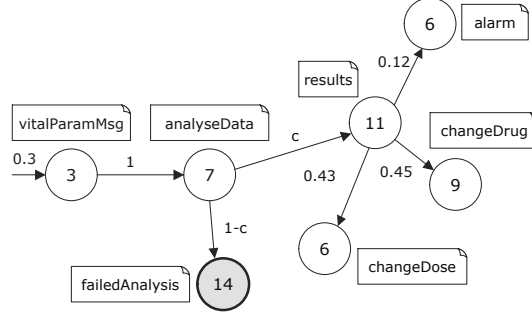 6
alarm
0.12
results
vitalParamMsg
analyseData
11
changeDrug
c
0.3
3
1
7
0.43
0.45
9
1-c
6
changeDose
failedAnalysis
14